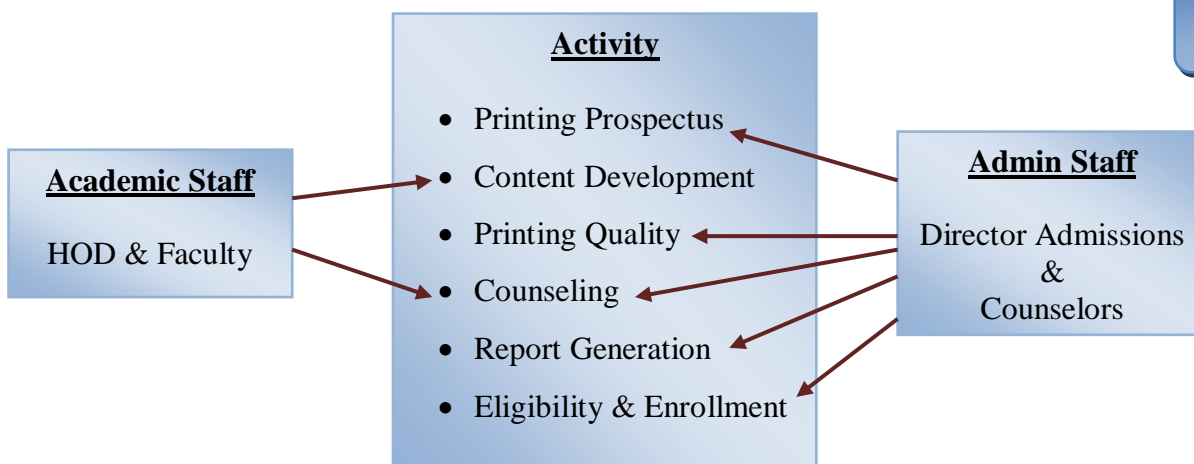 Activity
• Printing Prospectus
• Content Development
• Printing Quality
• Counseling
• Report Generation
• Eligibility & Enrollment
Academic Staff
HOD & Faculty
Admin Staff
Director Admissions
&
Counselors